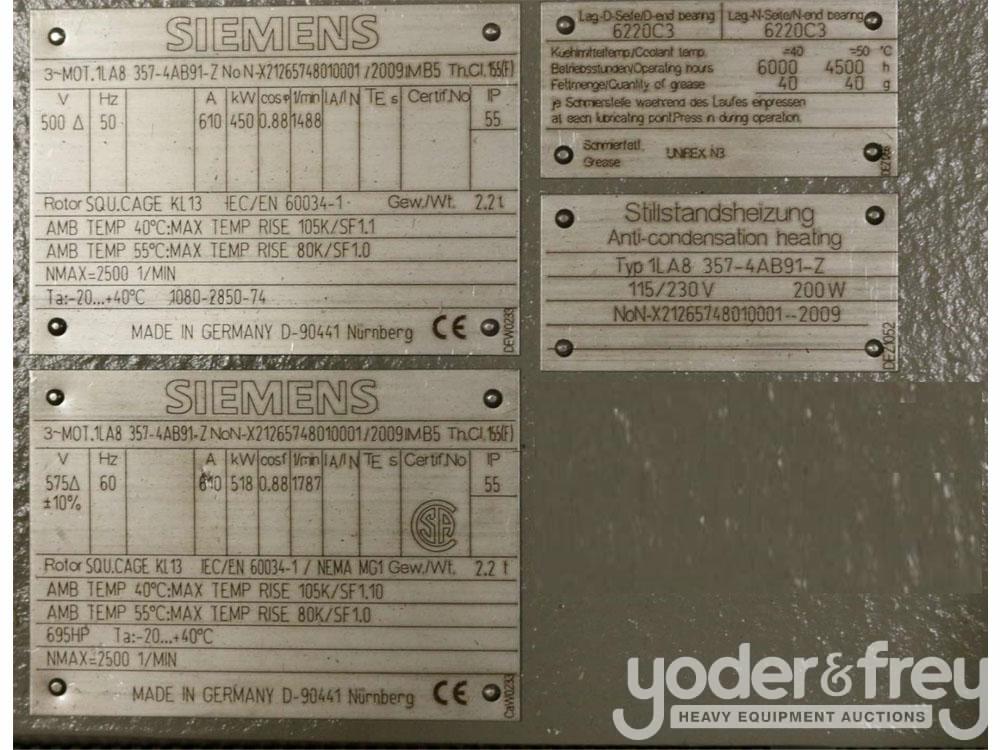 SIEMENS
3~MOT.1LA8 357-4AB91-Z NoN-X21265748010001/2009 IM B5 Th.Cl.155(F)
V Hz A kW cosφ 1/min IA/IN TE s Certif.No IP
500 Δ 50 610 450 0.88 1488 55
Rotor SQU.CAGE KL13 IEC/EN 60034-1 Gew./Wt. 2.2 t
AMB TEMP 40°C:MAX TEMP RISE 105K/SF1.1
AMB TEMP 55°C:MAX TEMP RISE 80K/SF1.0
NMAX=2500 1/MIN
Ta:-20...+40°C 1080-2850-74
MADE IN GERMANY D-90441 Nürnberg CE
DEW0233
SIEMENS
3~MOT.1LA8 357-4AB91-Z NoN-X21265748010001/2009 IM B5 Th.Cl.155(F)
V Hz A kW cosf 1/min IA/IN TE s Certif.No IP
575Δ 60 610 518 0.88 1787 55
±10%
CSA
Rotor SQU.CAGE KL13 IEC/EN 60034-1 / NEMA MG1 Gew./Wt. 2.2 t
AMB TEMP 40°C:MAX TEMP RISE 105K/SF1.10
AMB TEMP 55°C:MAX TEMP RISE 80K/SF1.0
695HP Ta:-20...+40°C
NMAX=2500 1/MIN
MADE IN GERMANY D-90441 Nürnberg CE
CaW0233
Lag.-D-Seite/D-end bearing Lag.-N-Seite/N-end bearing
6220C3 6220C3
Kuehlmitteltemp./Coolant temp. =40 =50 °C
Betriebsstunden/Operating hours 6000 4500 h
Fettmenge/Quantity of grease 40 40 g
je Schmierstelle waehrend des Laufes einpressen
at each lubricating point.Press in during operation.
Schmierfett
Grease UNIREX N3
Stillstandsheizung
Anti-condensation heating
Typ 1LA8 357-4AB91-Z
115/230 V 200 W
NoN-X21265748010001--2009
DEZ1052
yoder&frey
HEAVY EQUIPMENT AUCTIONS